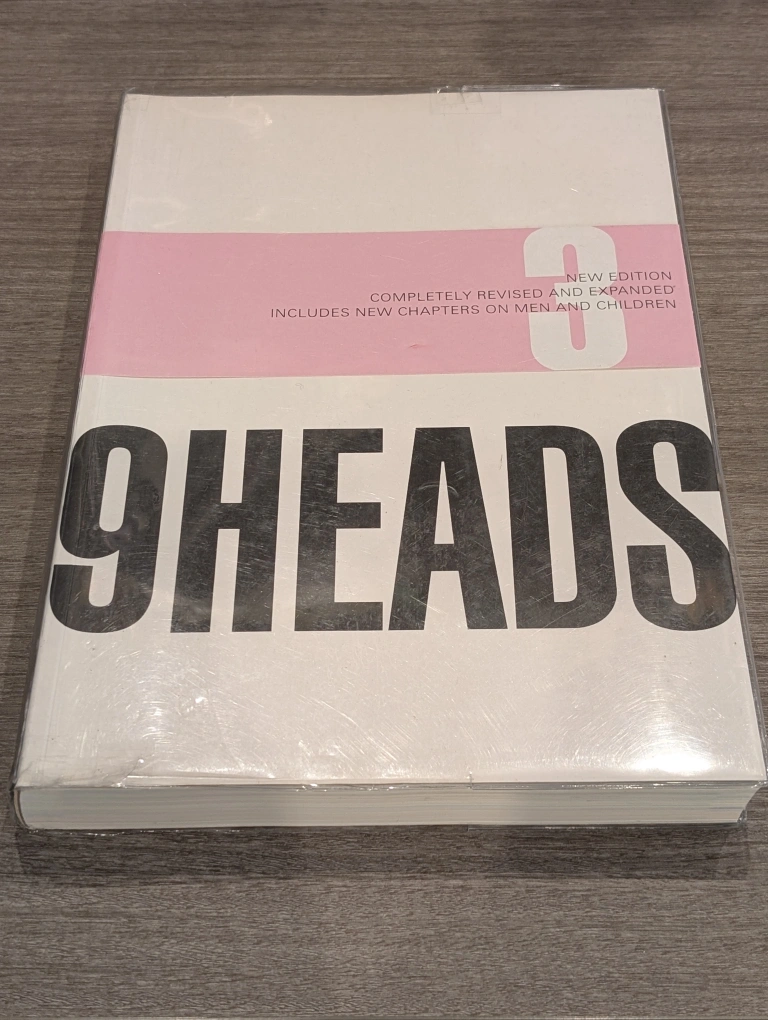 3
NEW EDITION
COMPLETELY REVISED AND EXPANDED
INCLUDES NEW CHAPTERS ON MEN AND CHILDREN
9HEADS